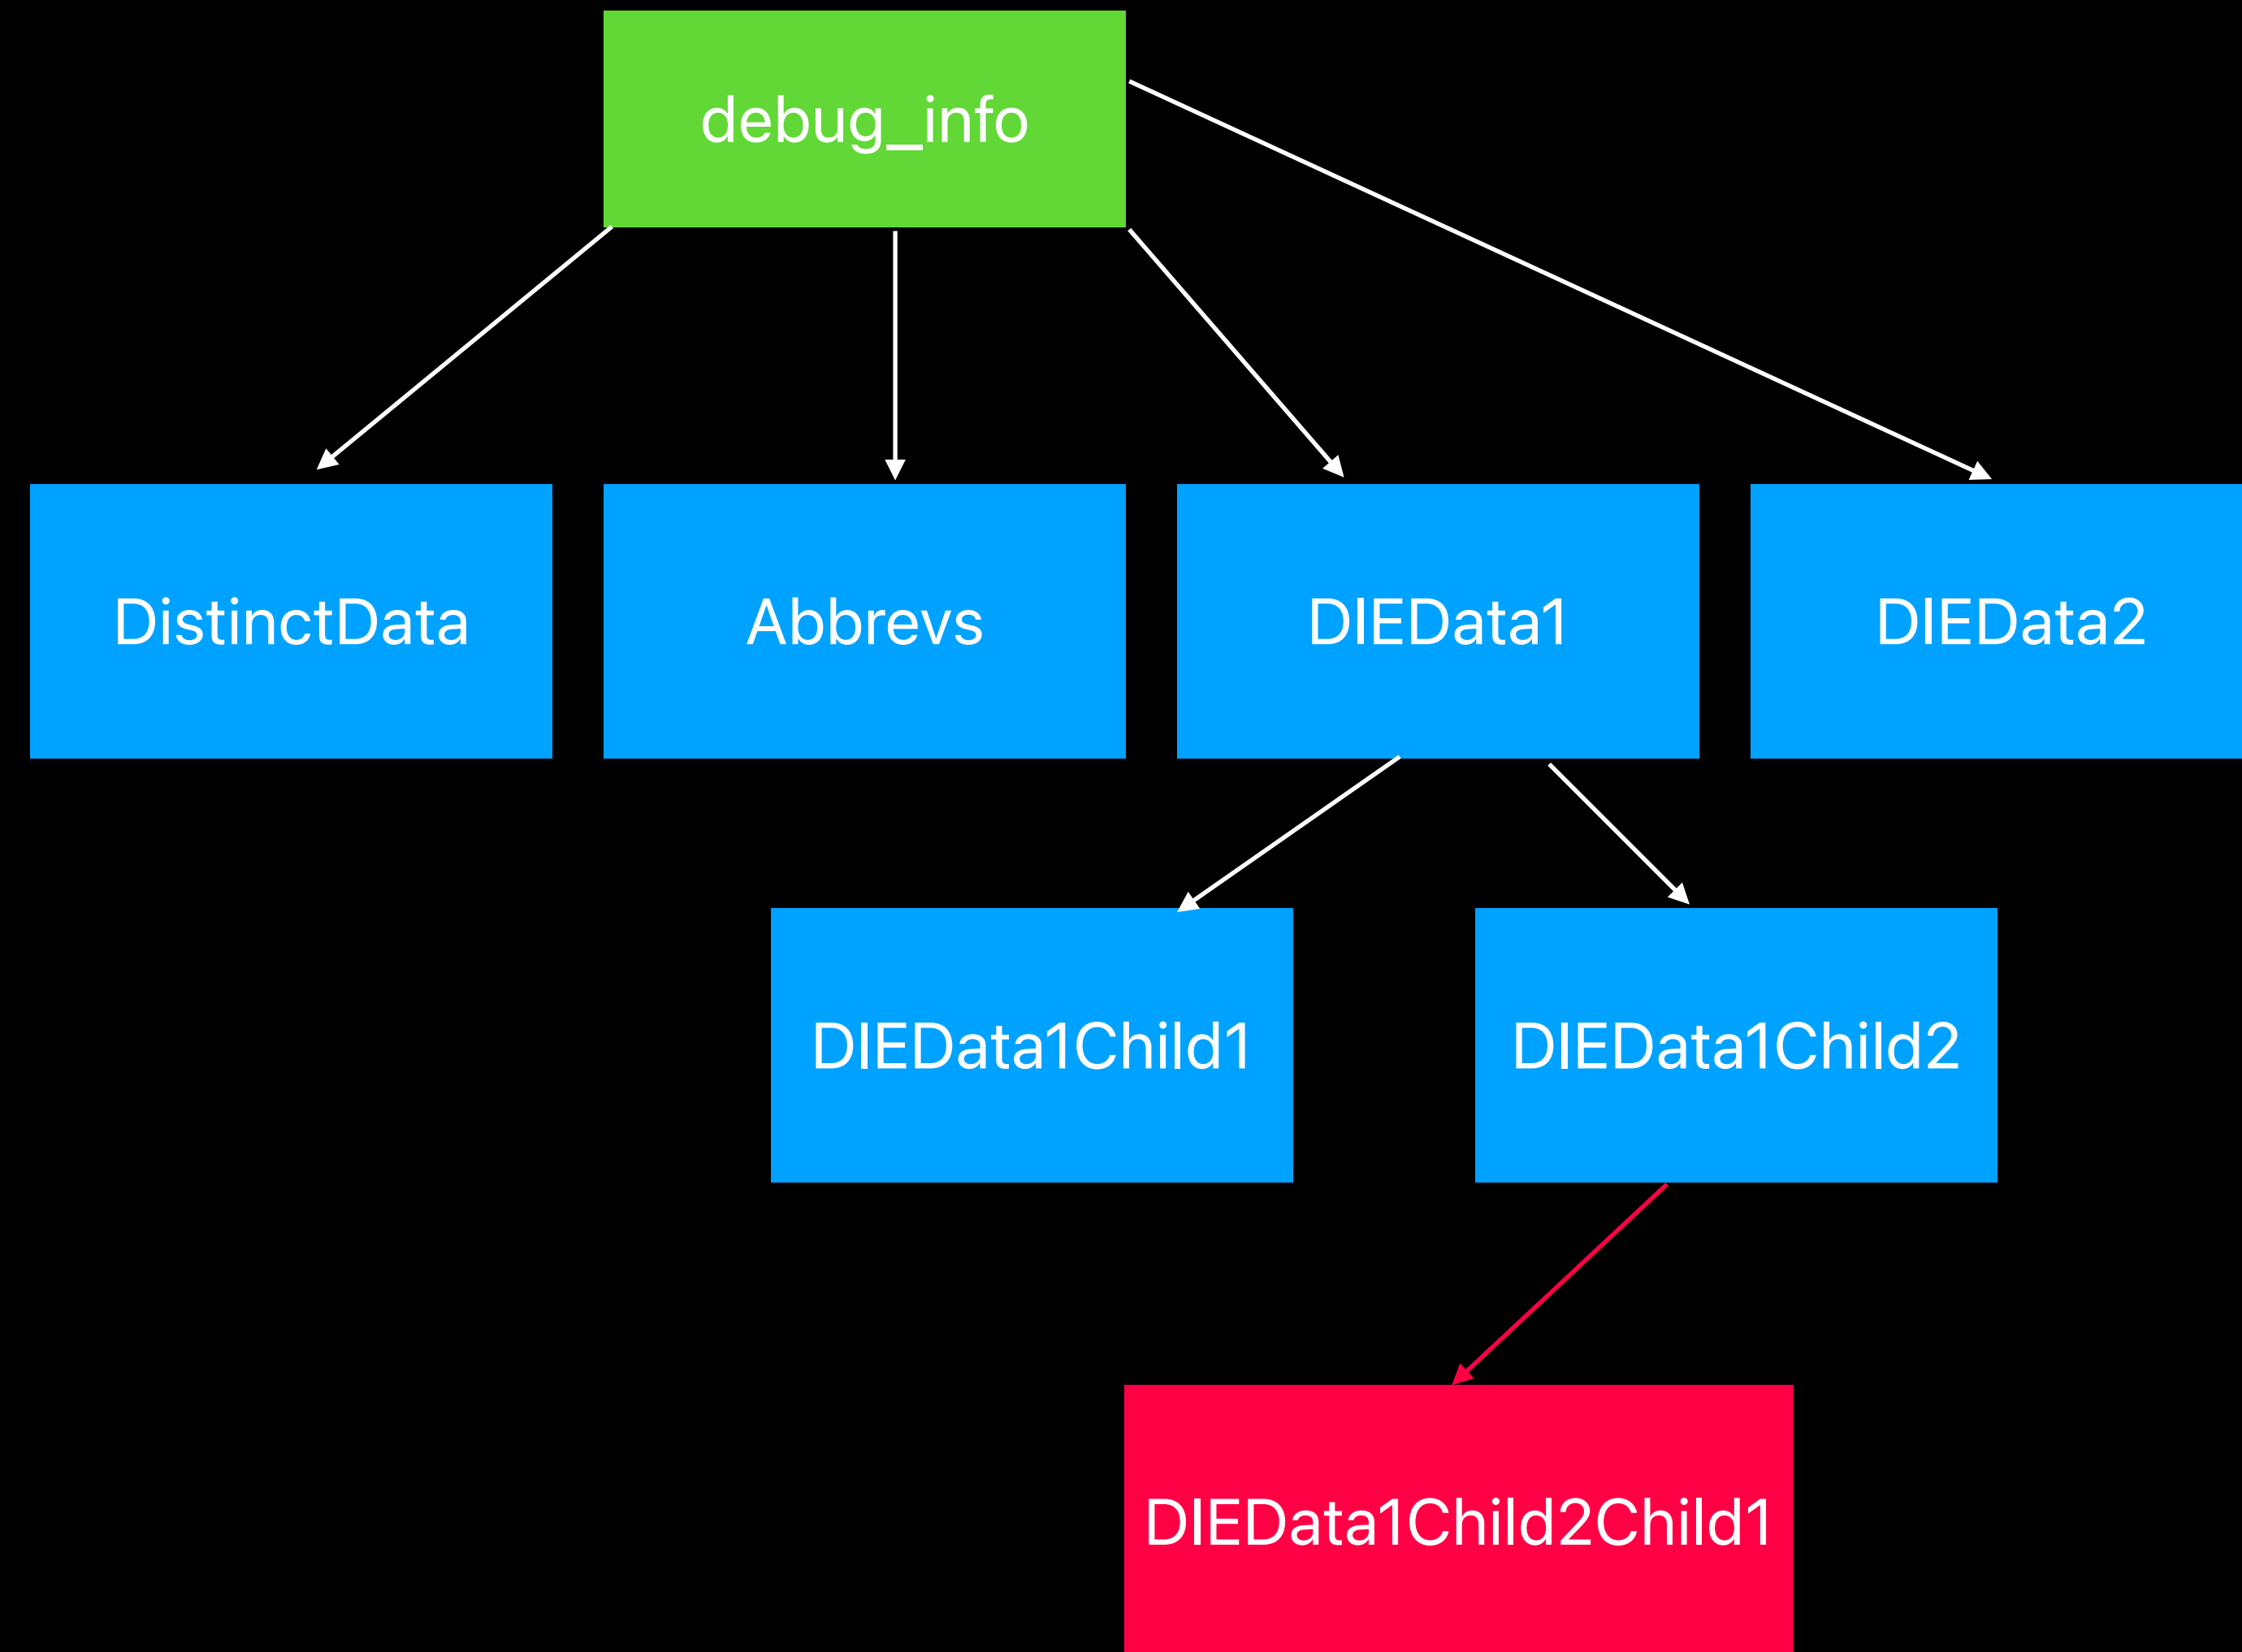 debug_info
DistinctData
Abbrevs
DIEData1
DIEData2
DIEData1Child1
DIEData1Child2
DIEData1Child2Child1